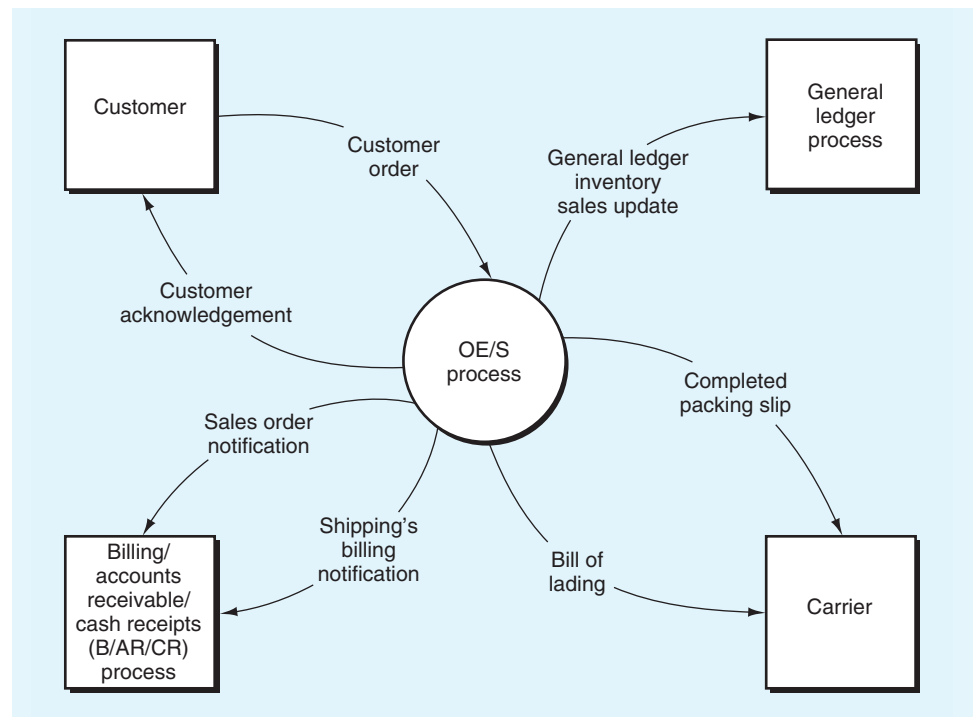 Customer
General
ledger
process
Customer
order
General ledger
inventory
sales update
Customer
acknowledgement
OE/S
process
Completed
packing slip
Sales order
notification
Shipping's
billing
notification
Bill of
lading
Billing/
accounts
receivable/
cash receipts
(B/AR/CR)
process
Carrier